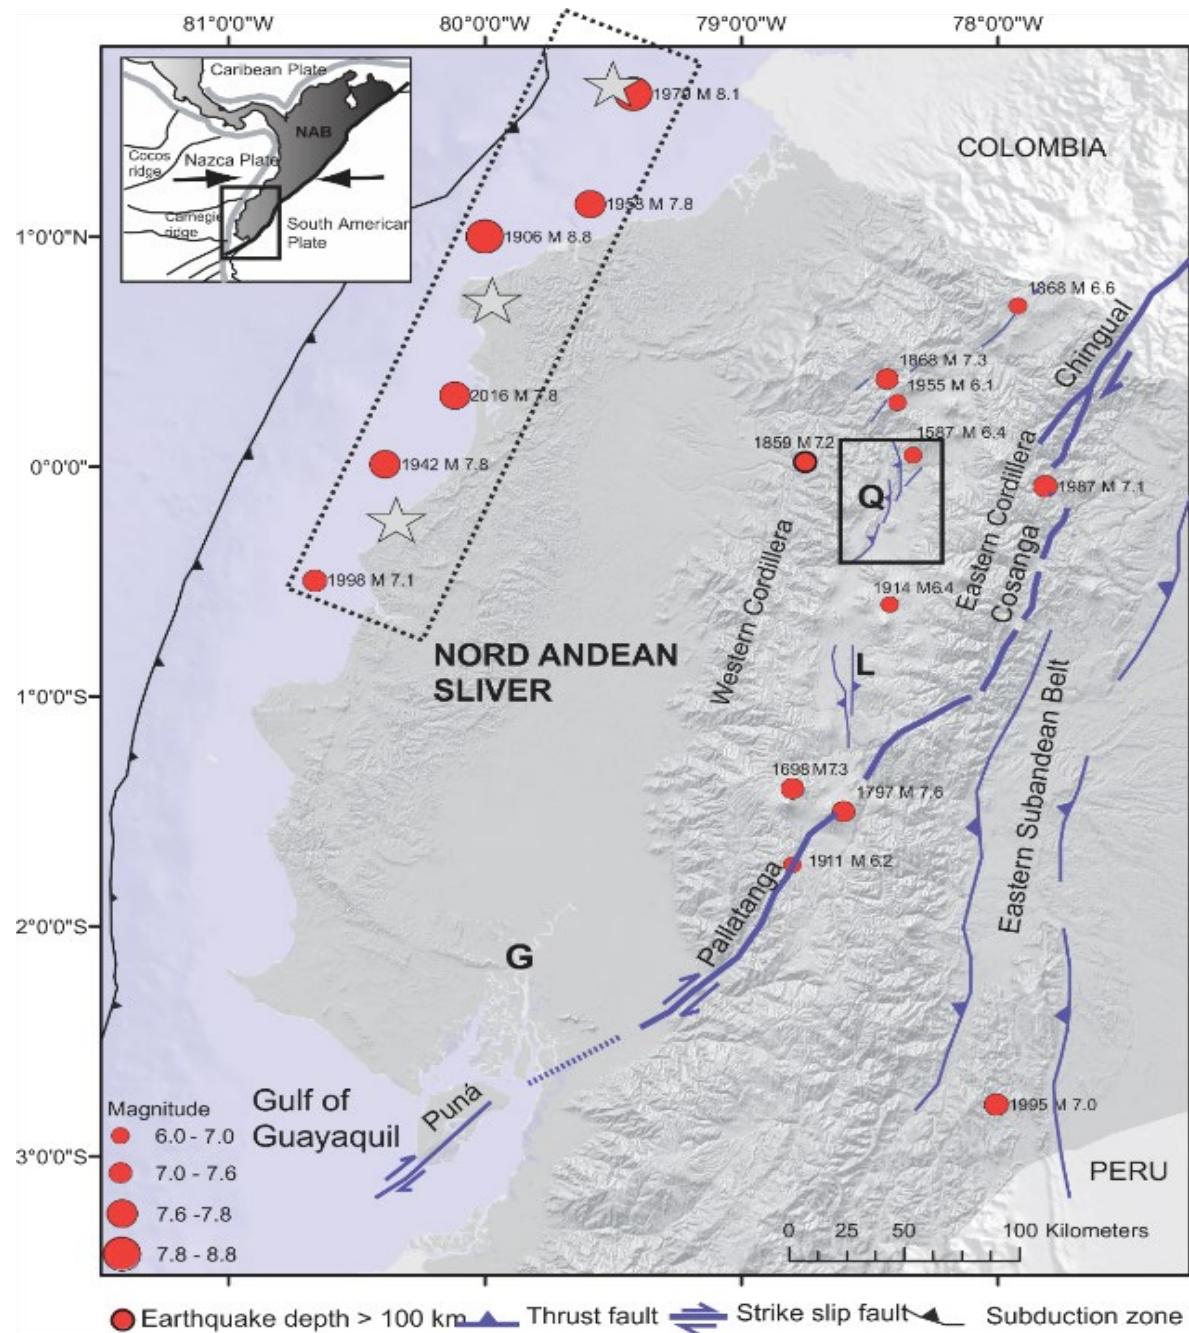 81°0'0"W
80°0'0"W
79°0'0"W
78°0'0"W
Caribean Plate
NAB
Cocos
ridge
Nazca Plate
Carnegie
ridge
South American
Plate
1979 M 8.1
COLOMBIA
1958 M 7.8
1°0'0"N
1906 M 8.8
1868 M 6.6
Chingual
1868 M 7.3
1955 M 6.1
2016 M 7.8
1859 M7.2
1587 M 6.4
0°0'0"
1942 M 7.8
Q
1987 M 7.1
Eastern Cordillera
Cosanga
Western Cordillera
1998 M 7.1
1914 M6.4
NORD ANDEAN
SLIVER
L
1°0'0"S
Eastern Subandean Belt
1698 M7.3
1797 M 7.6
1911 M 6.2
Pallatanga
2°0'0"S
G
Gulf of
Guayaquil
Puná
1995 M 7.0
Magnitude
6.0 - 7.0
7.0 - 7.6
7.6 -7.8
7.8 - 8.8
3°0'0"S
PERU
0 25 50 100 Kilometers
Earthquake depth > 100 km Thrust fault Strike slip fault Subduction zone